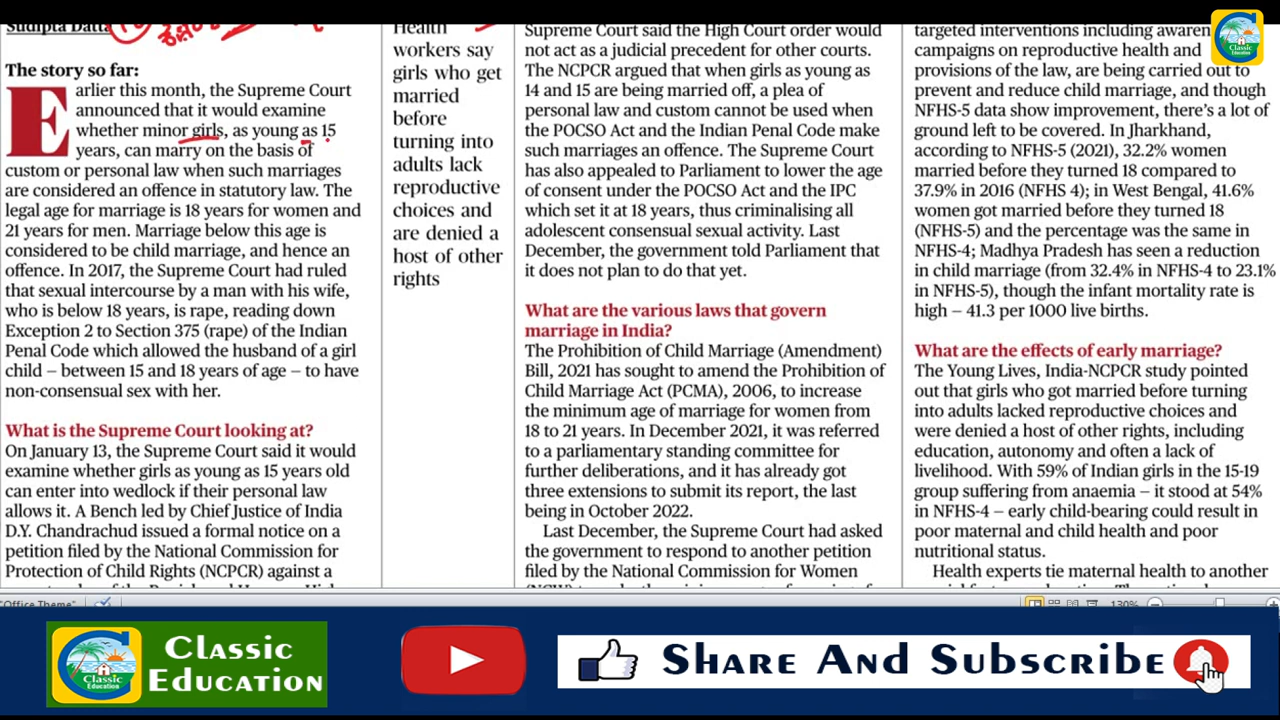 Sudipta Datta
The story so far:
Earlier this month, the Supreme Court
announced that it would examine
whether minor girls, as young as 15
years, can marry on the basis of
custom or personal law when such marriages
are considered an offence in statutory law. The
legal age for marriage is 18 years for women and
21 years for men. Marriage below this age is
considered to be child marriage, and hence an
offence. In 2017, the Supreme Court had ruled
that sexual intercourse by a man with his wife,
who is below 18 years, is rape, reading down
Exception 2 to Section 375 (rape) of the Indian
Penal Code which allowed the husband of a girl
child – between 15 and 18 years of age – to have
non-consensual sex with her.
What is the Supreme Court looking at?
On January 13, the Supreme Court said it would
examine whether girls as young as 15 years old
can enter into wedlock if their personal law
allows it. A Bench led by Chief Justice of India
D.Y. Chandrachud issued a formal notice on a
petition filed by the National Commission for
Protection of Child Rights (NCPCR) against a
Health
workers say
girls who get
married
before
turning into
adults lack
reproductive
choices and
are denied a
host of other
rights
Supreme Court said the High Court order would
not act as a judicial precedent for other courts.
The NCPCR argued that when girls as young as
14 and 15 are being married off, a plea of
personal law and custom cannot be used when
the POCSO Act and the Indian Penal Code make
such marriages an offence. The Supreme Court
has also appealed to Parliament to lower the age
of consent under the POCSO Act and the IPC
which set it at 18 years, thus criminalising all
adolescent consensual sexual activity. Last
December, the government told Parliament that
it does not plan to do that yet.
What are the various laws that govern
marriage in India?
The Prohibition of Child Marriage (Amendment)
Bill, 2021 has sought to amend the Prohibition of
Child Marriage Act (PCMA), 2006, to increase
the minimum age of marriage for women from
18 to 21 years. In December 2021, it was referred
to a parliamentary standing committee for
further deliberations, and it has already got
three extensions to submit its report, the last
being in October 2022.
Last December, the Supreme Court had asked
the government to respond to another petition
filed by the National Commission for Women
targeted interventions including awaren
campaigns on reproductive health and
provisions of the law, are being carried out to
prevent and reduce child marriage, and though
NFHS-5 data show improvement, there's a lot of
ground left to be covered. In Jharkhand,
according to NFHS-5 (2021), 32.2% women
married before they turned 18 compared to
37.9% in 2016 (NFHS 4); in West Bengal, 41.6%
women got married before they turned 18
(NFHS-5) and the percentage was the same in
NFHS-4; Madhya Pradesh has seen a reduction
in child marriage (from 32.4% in NFHS-4 to 23.1%
in NFHS-5), though the infant mortality rate is
high – 41.3 per 1000 live births.
What are the effects of early marriage?
The Young Lives, India-NCPCR study pointed
out that girls who got married before turning
into adults lacked reproductive choices and
were denied a host of other rights, including
education, autonomy and often a lack of
livelihood. With 59% of Indian girls in the 15-19
group suffering from anaemia – it stood at 54%
in NFHS-4 – early child-bearing could result in
poor maternal and child health and poor
nutritional status.
Health experts tie maternal health to another
Classic
Education
"Office Theme"
130%
Classic
Education
Classic
Education
Share And Subscribe